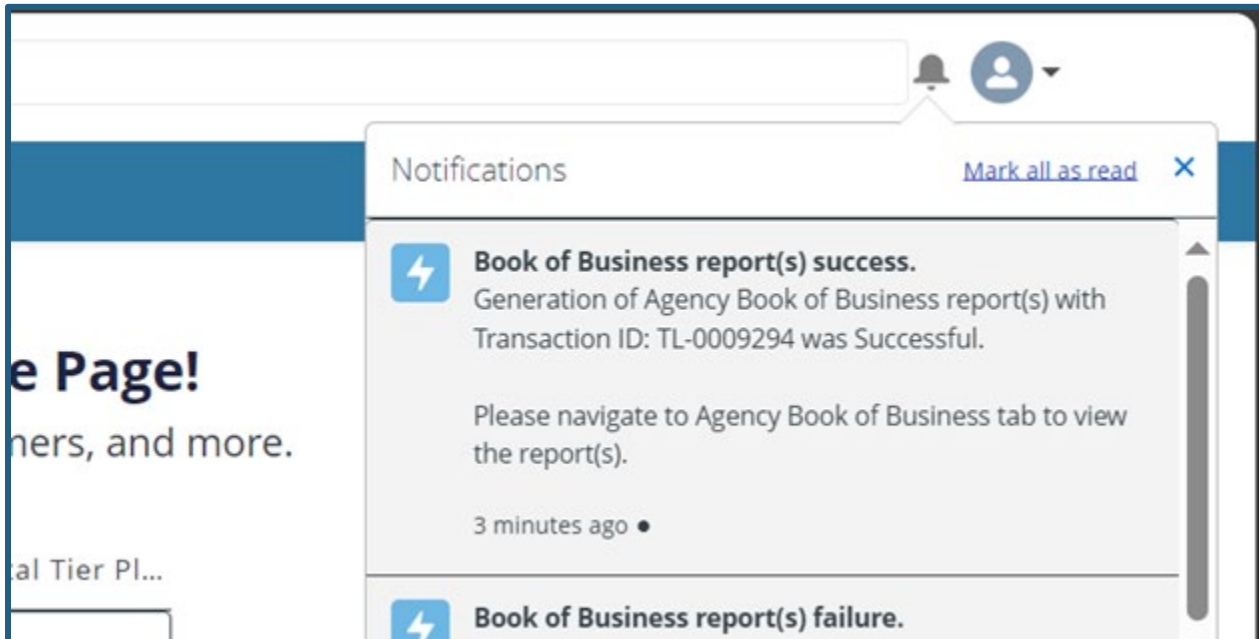 Notifications
Mark all as read
Book of Business report(s) success.
Generation of Agency Book of Business report(s) with
Transaction ID: TL-0009294 was Successful.
Please navigate to Agency Book of Business tab to view
the report(s).
3 minutes ago
Book of Business report(s) failure.
e Page!
ners, and more.
al Tier Pl...